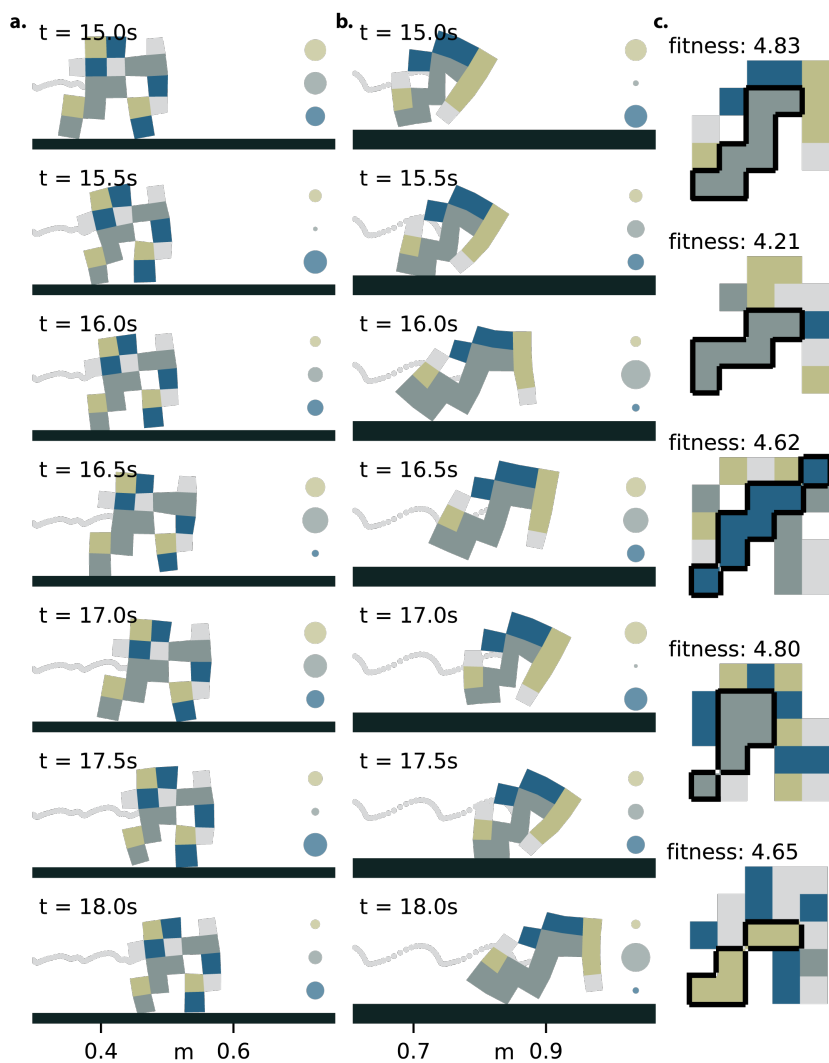 a.
t = 15.0s
t = 15.5s
t = 16.0s
t = 16.5s
t = 17.0s
t = 17.5s
t = 18.0s
0.4 m 0.6
b.
t = 15.0s
t = 15.5s
t = 16.0s
t = 16.5s
t = 17.0s
t = 17.5s
t = 18.0s
0.7 m 0.9
c.
fitness: 4.83
fitness: 4.21
fitness: 4.62
fitness: 4.80
fitness: 4.65